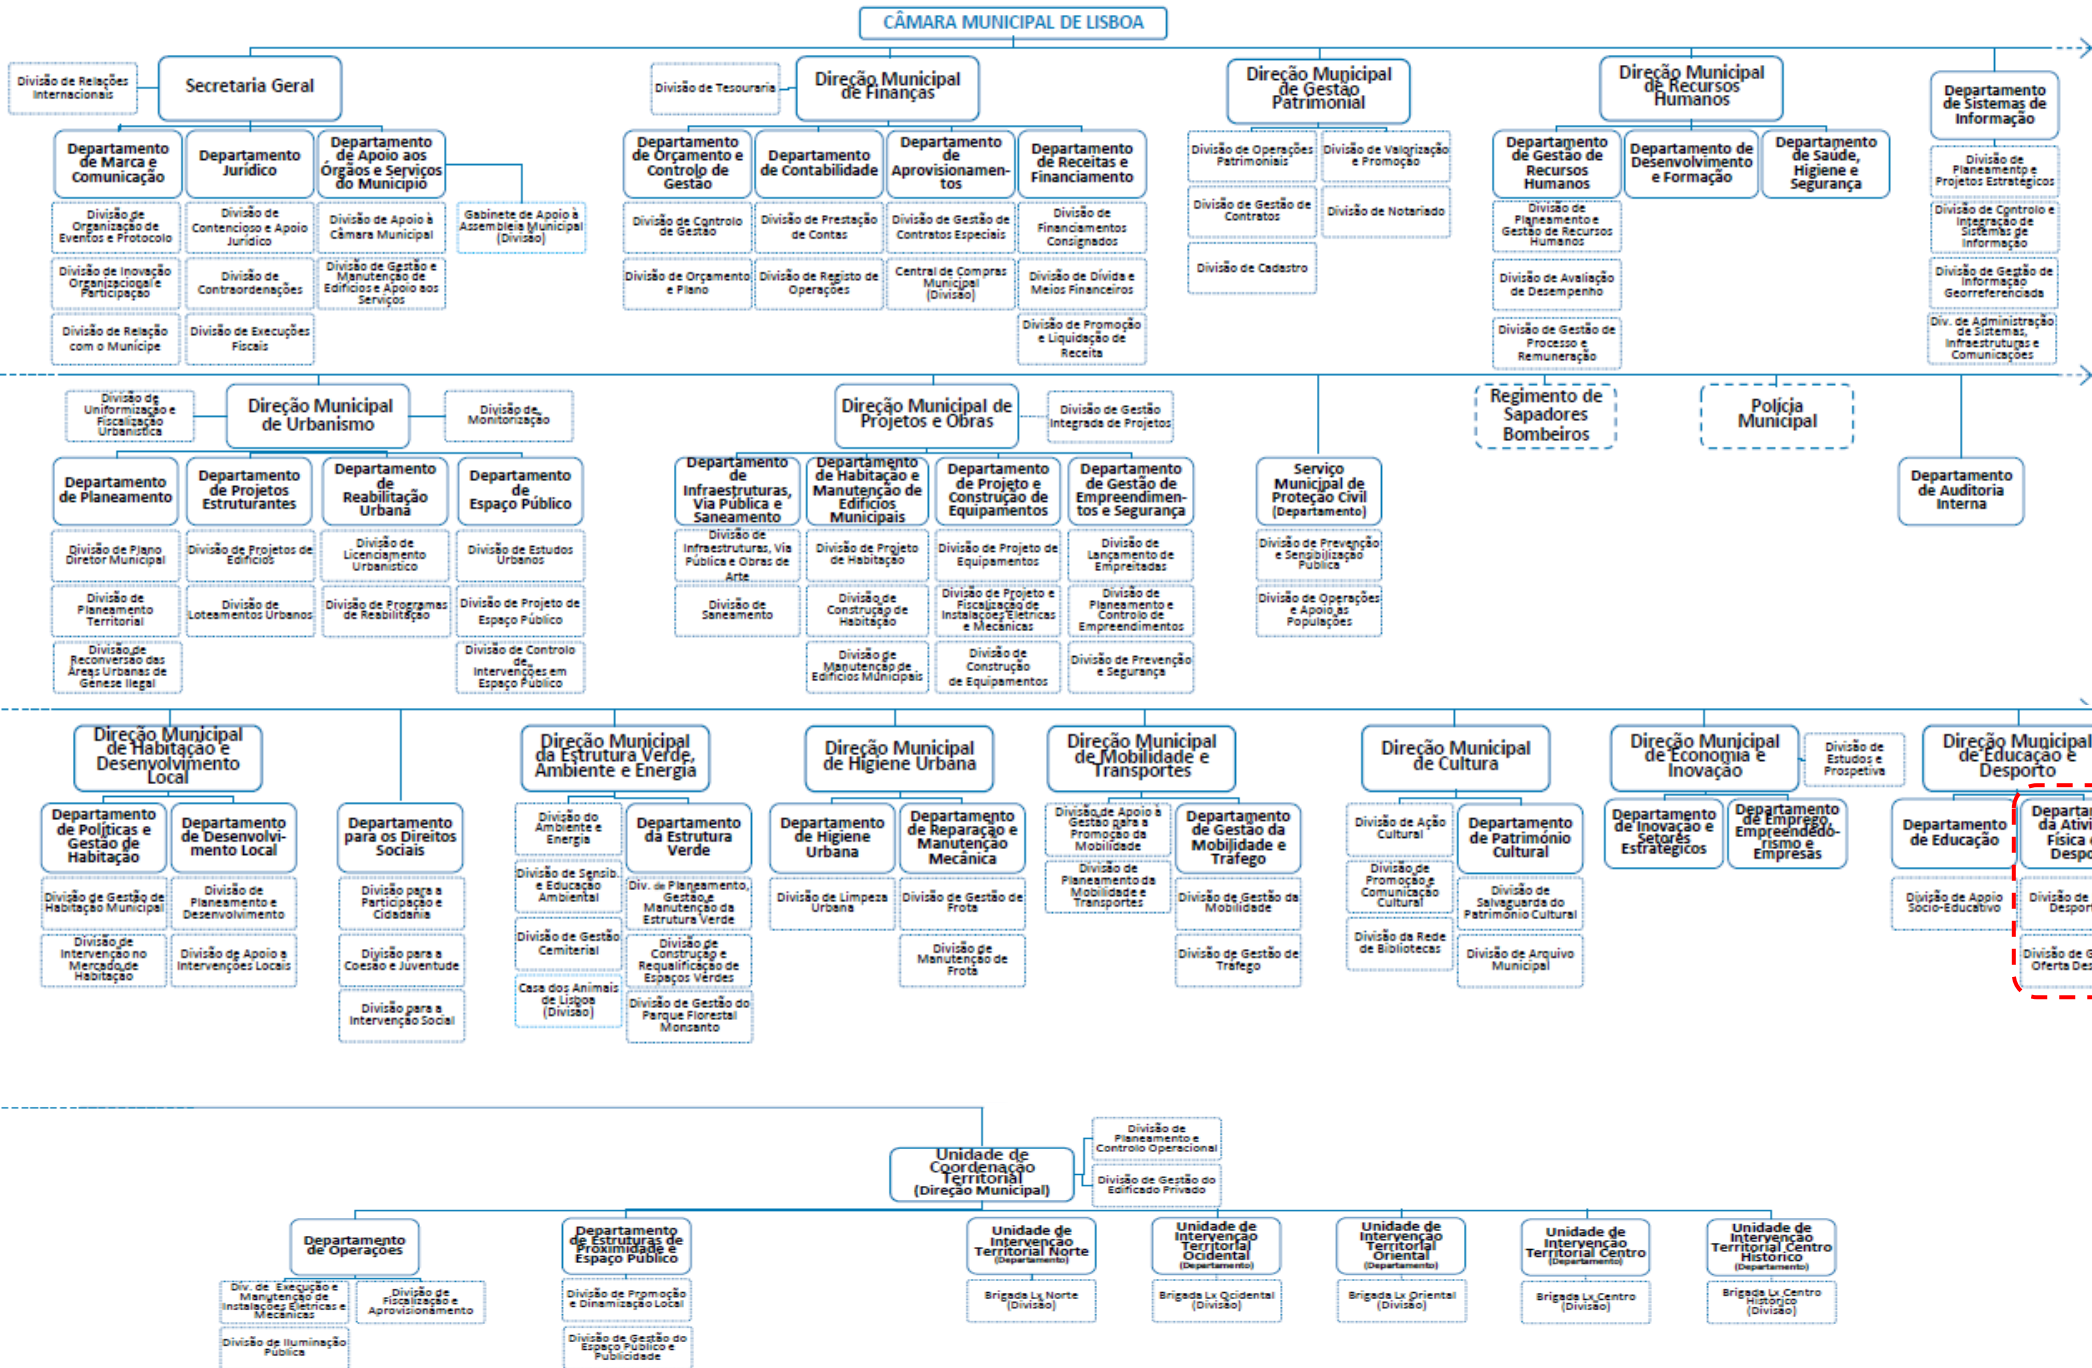 CÂMARA MUNICIPAL DE LISBOA
Divisão de Relações
Internacionais
Secretaria Geral
Departamento
de Marca e
Comunicação
Departamento
Jurídico
Departamento
de Apoio aos
Órgãos e Serviços
do Município
Divisão de
Organização de
Eventos e Protocolo
Divisão de
Contencioso e Apoio
Jurídico
Divisão de Apoio à
Câmara Municipal
Gabinete de Apoio à
Assembleia Municipal
(Divisão)
Divisão de Inovação
Organizacional e
Participação
Divisão de
Contraordenações
Divisão de Gestão e
Manutenção de
Edifícios e Apoio aos
Serviços
Divisão de Relação
com o Munícipe
Divisão de Execuções
Fiscais
Divisão de Tesouraria
Direção Municipal
de Finanças
Departamento
de Orçamento e
Controlo de
Gestão
Departamento
de Contabilidade
Departamento
de
Aprovisionamen-
tos
Departamento
de Receitas e
Financiamento
Divisão de Controlo
de Gestão
Divisão de Prestação
de Contas
Divisão de Gestão de
Contratos Especiais
Divisão de
Financiamentos
Consignados
Divisão de Orçamento
e Plano
Divisão de Registo de
Operações
Central de Compras
Municipal
(Divisão)
Divisão de Dívida e
Meios Financeiros
Divisão de Promoção
e Liquidação de
Receita
Direção Municipal
de Gestão
Patrimonial
Divisão de Operações
Patrimoniais
Divisão de Valorização
e Promoção
Divisão de Gestão de
Contratos
Divisão de Notariado
Divisão de Cadastro
Direção Municipal
de Recursos
Humanos
Departamento
de Gestão de
Recursos
Humanos
Departamento de
Desenvolvimento
e Formação
Departamento
de Saúde,
Higiene e
Segurança
Divisão de
Planeamento e
Gestão de Recursos
Humanos
Divisão de Avaliação
de Desempenho
Divisão de Gestão de
Processo e
Remuneração
Departamento
de Sistemas de
Informação
Divisão de
Planeamento e
Projetos Estratégicos
Divisão de Controlo e
Integração de
Sistemas de
Informação
Divisão de Gestão de
Informação
Georreferenciada
Div. de Administração
de Sistemas,
Infraestruturas e
Comunicações
Divisão de
Uniformização e
Fiscalização
Urbanística
Direção Municipal
de Urbanismo
Divisão de
Monitorização
Departamento
de Planeamento
Departamento
de Projetos
Estruturantes
Departamento
de
Reabilitação
Urbana
Departamento
de
Espaço Público
Divisão de Plano
Diretor Municipal
Divisão de Projetos de
Edifícios
Divisão de
Licenciamento
Urbanístico
Divisão de Estudos
Urbanos
Divisão de
Planeamento
Territorial
Divisão de
Loteamentos Urbanos
Divisão de Programas
de Reabilitação
Divisão de Projeto de
Espaço Público
Divisão de
Reconversão das
Áreas Urbanas de
Génese Ilegal
Divisão de Controlo
de
Intervenções em
Espaço Público
Direção Municipal de
Projetos e Obras
Divisão de Gestão
Integrada de Projetos
Departamento
de
Infraestruturas,
Via Pública e
Saneamento
Departamento
de Habitação e
Manutenção de
Edifícios
Municipais
Departamento
de Projeto e
Construção de
Equipamentos
Departamento
de Gestão de
Empreendimen-
tos e Segurança
Divisão de
Infraestruturas, Via
Pública e Obras de
Arte
Divisão de Projeto
de Habitação
Divisão de Projeto de
Equipamentos
Divisão de
Lançamento de
Empreitadas
Divisão de
Saneamento
Divisão de
Construção de
Habitação
Divisão de Projeto e
Fiscalização de
Instalações Elétricas
e Mecânicas
Divisão de
Planeamento e
Controlo de
Empreendimentos
Divisão de
Manutenção de
Edifícios Municipais
Divisão de
Construção
de Equipamentos
Divisão de Prevenção
e Segurança
Serviço
Municipal de
Proteção Civil
(Departamento)
Divisão de Prevenção
e Sensibilização
Pública
Divisão de Operações
e Apoio às
Populações
Regimento de
Sapadores
Bombeiros
Polícia
Municipal
Departamento
de Auditoria
Interna
Direção Municipal
de Habitação e
Desenvolvimento
Local
Departamento
de Políticas e
Gestão de
Habitação
Departamento
de Desenvolvi-
mento Local
Divisão de Gestão de
Habitação Municipal
Divisão de
Planeamento e
Desenvolvimento
Divisão de
Intervenção no
Mercado de
Habitação
Divisão de Apoio a
Intervenções Locais
Departamento
para os Direitos
Sociais
Divisão para a
Participação e
Cidadania
Divisão para a
Coesão e Juventude
Divisão para a
Intervenção Social
Direção Municipal
da Estrutura Verde,
Ambiente e Energia
Divisão do
Ambiente e
Energia
Departamento
da Estrutura
Verde
Divisão de Sensib.
e Educação
Ambiental
Div. de Planeamento,
Gestão e
Manutenção da
Estrutura Verde
Divisão de Gestão
Cemiterial
Divisão de
Construção e
Requalificação de
Espaços Verdes
Casa dos Animais
de Lisboa
(Divisão)
Divisão de Gestão do
Parque Florestal
Monsanto
Direção Municipal
de Higiene Urbana
Departamento
de Higiene
Urbana
Departamento
de Reparação e
Manutenção
Mecânica
Divisão de Limpeza
Urbana
Divisão de Gestão de
Frota
Divisão de
Manutenção de
Frota
Direção Municipal
de Mobilidade e
Transportes
Divisão de Apoio à
Gestão para a
Promoção da
Mobilidade
Departamento
de Gestão da
Mobilidade e
Tráfego
Divisão de
Planeamento da
Mobilidade e
Transportes
Divisão de Gestão da
Mobilidade
Divisão de Gestão de
Tráfego
Direção Municipal
de Cultura
Divisão de Ação
Cultural
Departamento
de Património
Cultural
Divisão de
Promoção e
Comunicação
Cultural
Divisão de
Salvaguarda do
Património Cultural
Divisão da Rede
de Bibliotecas
Divisão de Arquivo
Municipal
Direção Municipal
de Economia e
Inovação
Divisão de
Estudos e
Prospetiva
Departamento
de Inovação e
Setores
Estratégicos
Departamento
de Emprego,
Empreendedo-
rismo e
Empresas
Direção Municipal
de Educação e
Desporto
Departamento
de Educação
Departa
da Ativi
Física
Despo
Divisão de Apoio
Socio-Educativo
Divisão de
Despor
Divisão de G
Oferta Des
Unidade de
Coordenação
Territorial
(Direção Municipal)
Divisão de
Planeamento e
Controlo Operacional
Divisão de Gestão do
Edificado Privado
Departamento
de Operações
Departamento
de Estruturas de
Proximidade e
Espaço Público
Unidade de
Intervenção
Territorial Norte
(Departamento)
Unidade de
Intervenção
Territorial
Ocidental
(Departamento)
Unidade de
Intervenção
Territorial
Oriental
(Departamento)
Unidade de
Intervenção
Territorial Centro
(Departamento)
Unidade de
Intervenção
Territorial Centro
Histórico
(Departamento)
Div. de Execução e
Manutenção de
Instalações Elétricas e
Mecânicas
Divisão de
Fiscalização e
Aprovisionamento
Divisão de Promoção
e Dinamização Local
Brigada Lx Norte
(Divisão)
Brigada Lx Ocidental
(Divisão)
Brigada Lx Oriental
(Divisão)
Brigada Lx Centro
(Divisão)
Brigada Lx Centro
Histórico
(Divisão)
Divisão de Iluminação
Pública
Divisão de Gestão do
Espaço Público e
Publicidade